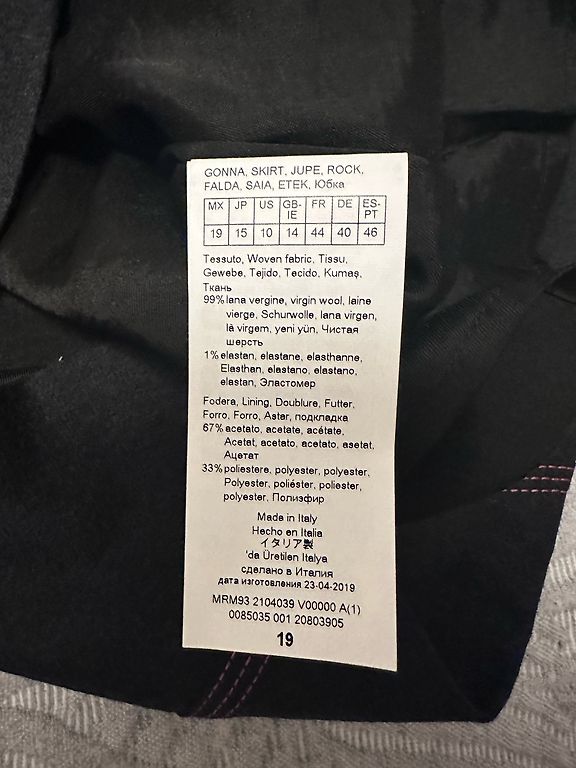 GONNA, SKIRT, JUPE, ROCK,
FALDA, SAIA, ETEK, Юбка
MX JP US GB-IE FR DE ES-PT
19 15 10 14 44 40 46
Tessuto, Woven fabric, Tissu,
Gewebe, Tejido, Tecido, Kumaş,
Ткань
99% lana vergine, virgin wool, laine
vierge, Schurwolle, lana virgen,
lã virgem, yeni yün, Чистая
шерсть
1% elastan, elastane, elasthanne,
Elasthan, elastano, elastano,
elastan, Эластомер
Fodera, Lining, Doublure, Futter,
Forro, Forro, Astar, подкладка
67% acetato, acetate, acétate,
Acetat, acetato, acetato, asetat,
Ацетат
33% poliestere, polyester, polyester,
Polyester, poliéster, poliester,
polyester, Полиэфир
Made in Italy
Hecho en Italia
イタリア製
'da Üretilen Italya
сделано в Италия
дата изготовления 23-04-2019
MRM93 2104039 V00000 A(1)
0085035 001 20803905
19